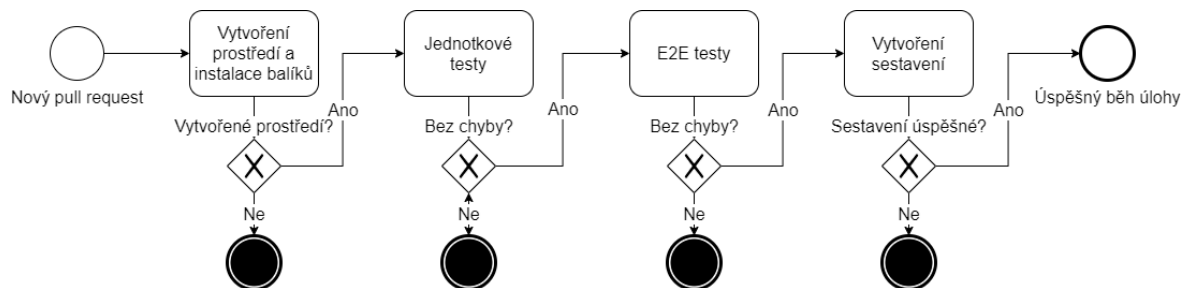 Nový pull request
Vytvoření
prostředí a
instalace balíků
Vytvořené prostředí?
Ano
Ne
Jednotkové
testy
Bez chyby?
Ano
Ne
E2E testy
Bez chyby?
Ano
Ne
Vytvoření
sestavení
Sestavení úspěšné?
Ano
Ne
Úspěšný běh úlohy